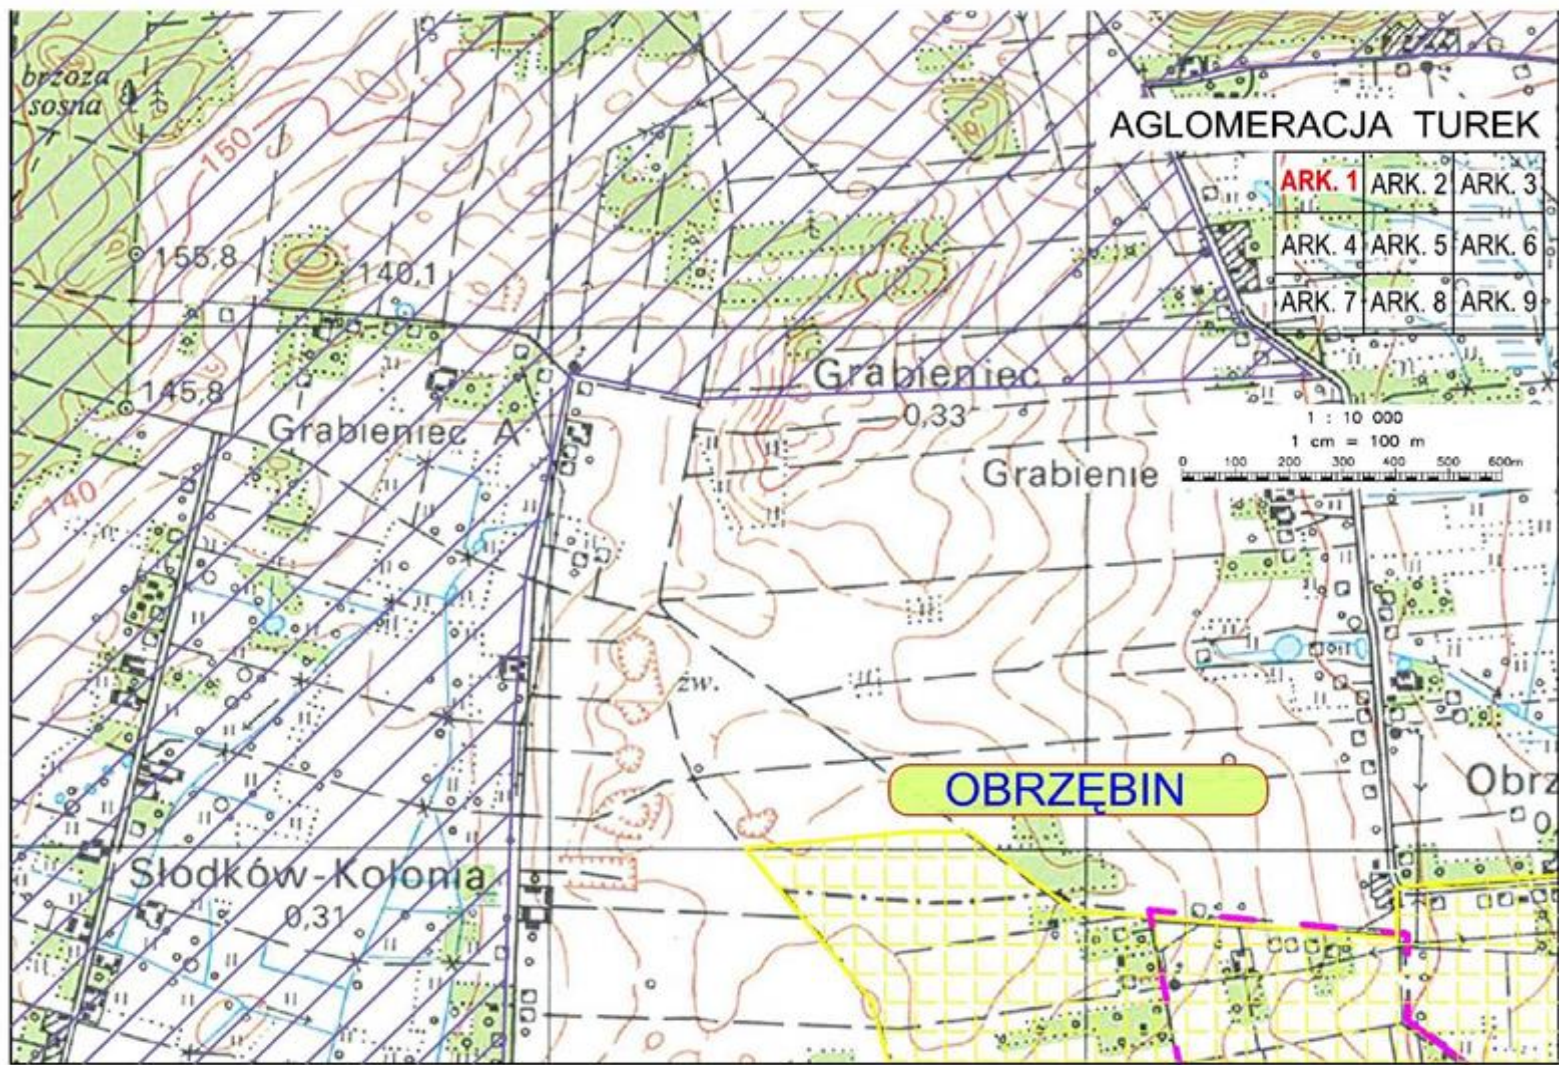 brzoza
sosna
150
AGLOMERACJA TUREK
ARK. 1 ARK. 2 ARK. 3
ARK. 4 ARK. 5 ARK. 6
ARK. 7 ARK. 8 ARK. 9
155,8
140,1
145,8
Grabieniec
0,33
Grabieniec A
Grabienie
1 : 10 000
1 cm = 100 m
0 100 200 300 400 500 600m
140
żw.
OBRZĘBIN
Obrz
0
Słodków-Kolonia
0,31